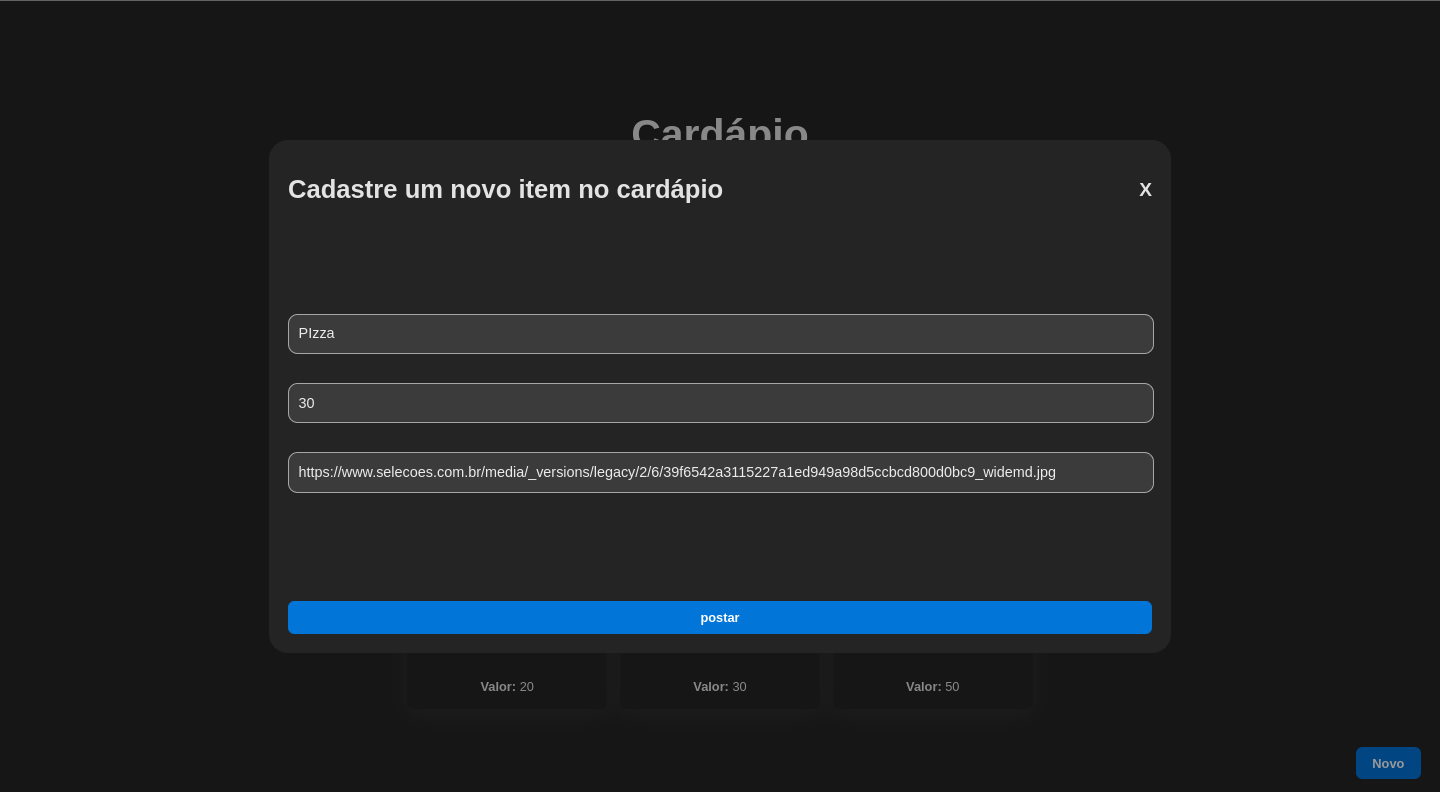 Cardápio
Cadastre um novo item no cardápio
X
PIzza
30
https://www.selecoes.com.br/media/_versions/legacy/2/6/39f6542a3115227a1ed949a98d5ccbcd800d0bc9_widemd.jpg
postar
Valor: 20
Valor: 30
Valor: 50
Novo